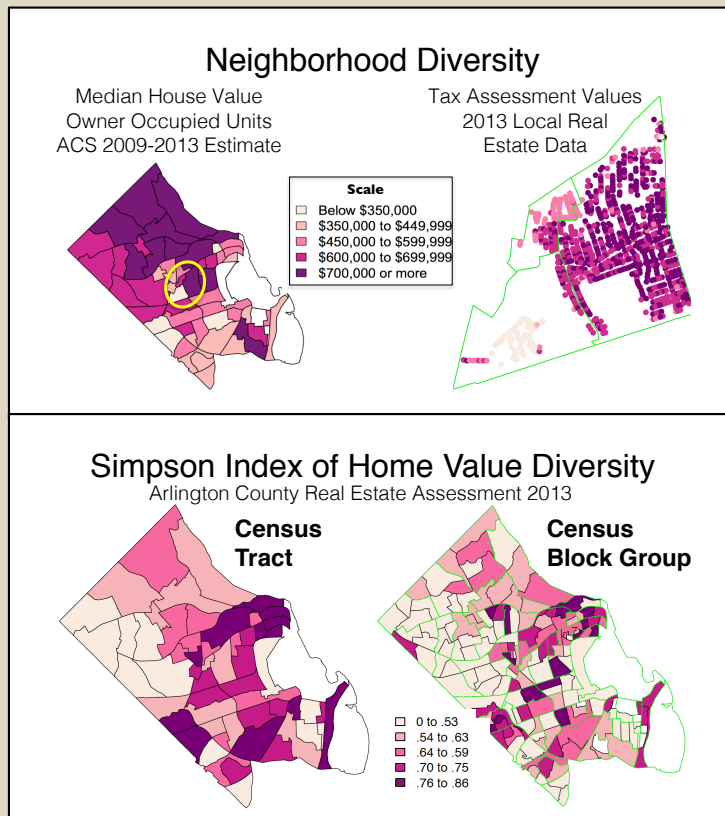 Neighborhood Diversity
Median House Value
Owner Occupied Units
ACS 2009-2013 Estimate
Tax Assessment Values
2013 Local Real
Estate Data
Scale
Below $350,000
$350,000 to $449,999
$450,000 to $599,999
$600,000 to $699,999
$700,000 or more
Simpson Index of Home Value Diversity
Arlington County Real Estate Assessment 2013
Census
Tract
Census
Block Group
0 to .53
.54 to .63
.64 to .59
.70 to .75
.76 to .86